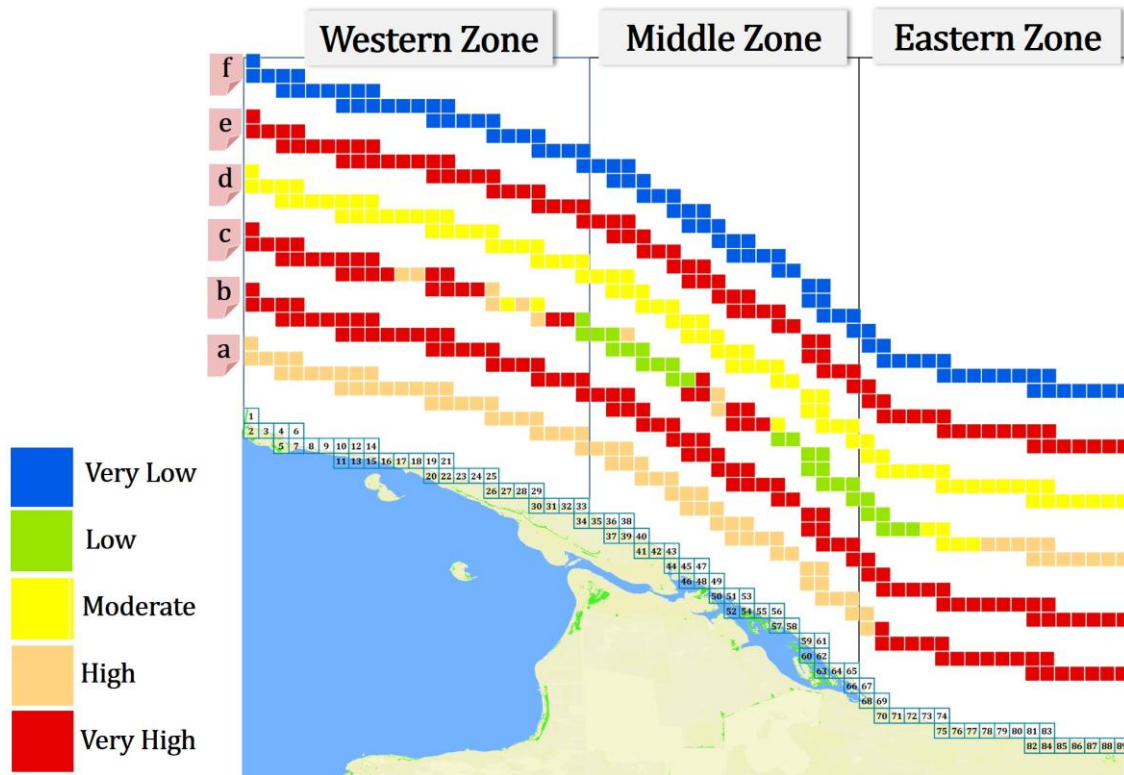 Western Zone
Middle Zone
Eastern Zone
f
e
d
c
b
a
1
2 3 4 6
5 7 8 9 10 12 14
11 13 15 16 17 18 19 21
20 22 23 24 25
26 27 28 29
30 31 32 33
34 35 36 38
37 39 40
41 42 43
44 45 47
46 48 49
50 51 53
52 54 55 56
57 58
59 61
60 62
63 64 65
66 67
68 69
70 71 72 73 74
75 76 77 78 79 80 81 83
82 84 85 86 87 88 89
Very Low
Low
Moderate
High
Very High